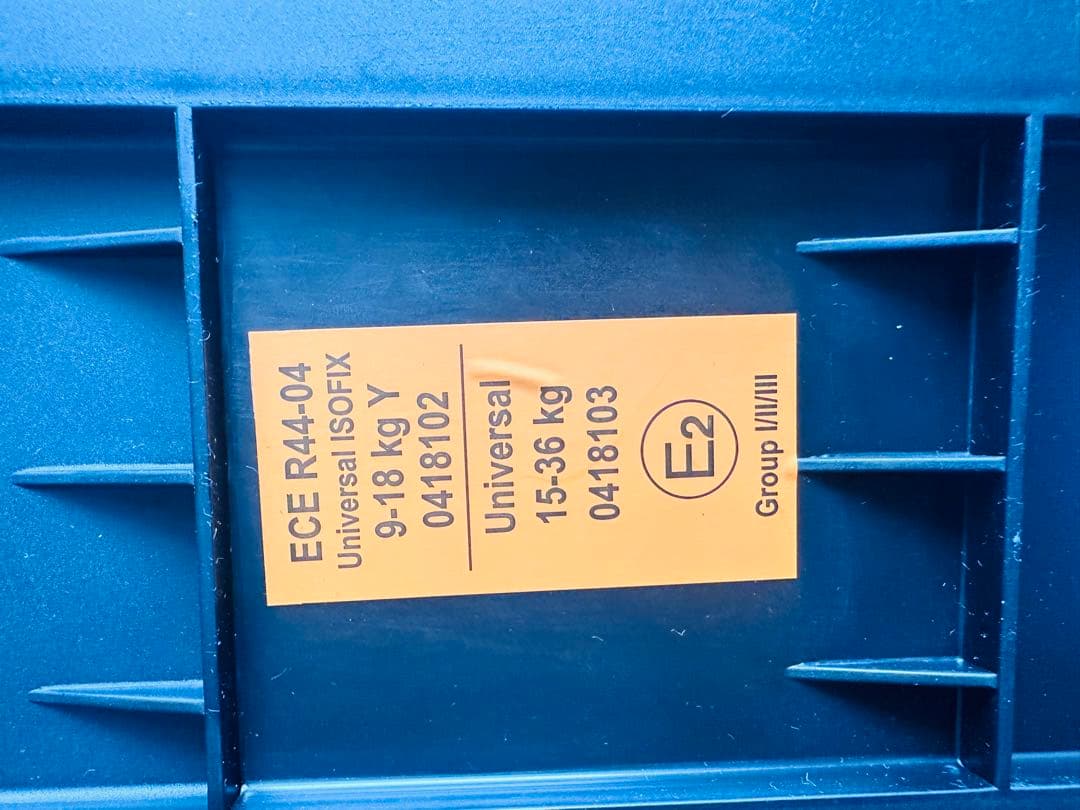 ECE R44-04
Universal ISOFIX
9-18 kg Y
0418102
Universal
15-36 kg
0418103
E2
Group I/II/III